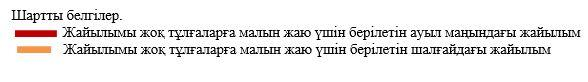 Шартты белгілер.
Жайылымы жоқ тұлғаларға малын жаю үшін берілетін ауыл маңындағы жайылым
Жайылымы жоқ тұлғаларға малын жаю үшін берілетін шалғайдағы жайылым